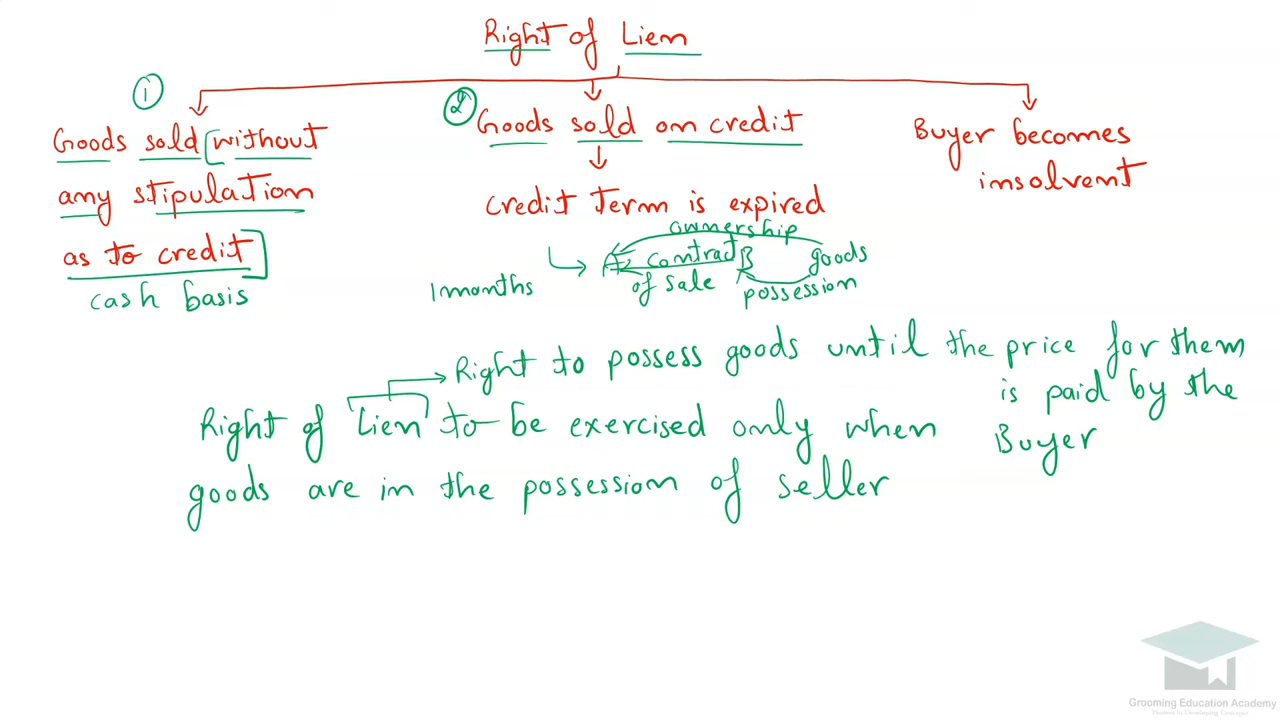 Right of Lien
①
Goods sold [without
any stipulation
as to credit]
cash basis
②
Goods sold on credit
credit Term is expired
ownership
contract B goods
of sale
possession
1months
Buyer becomes
insolvent
Right to possess goods until the price for them
is paid by the
Buyer
Right of Lien to be exercised only when
goods are in the possession of seller
Grooming Education Academy